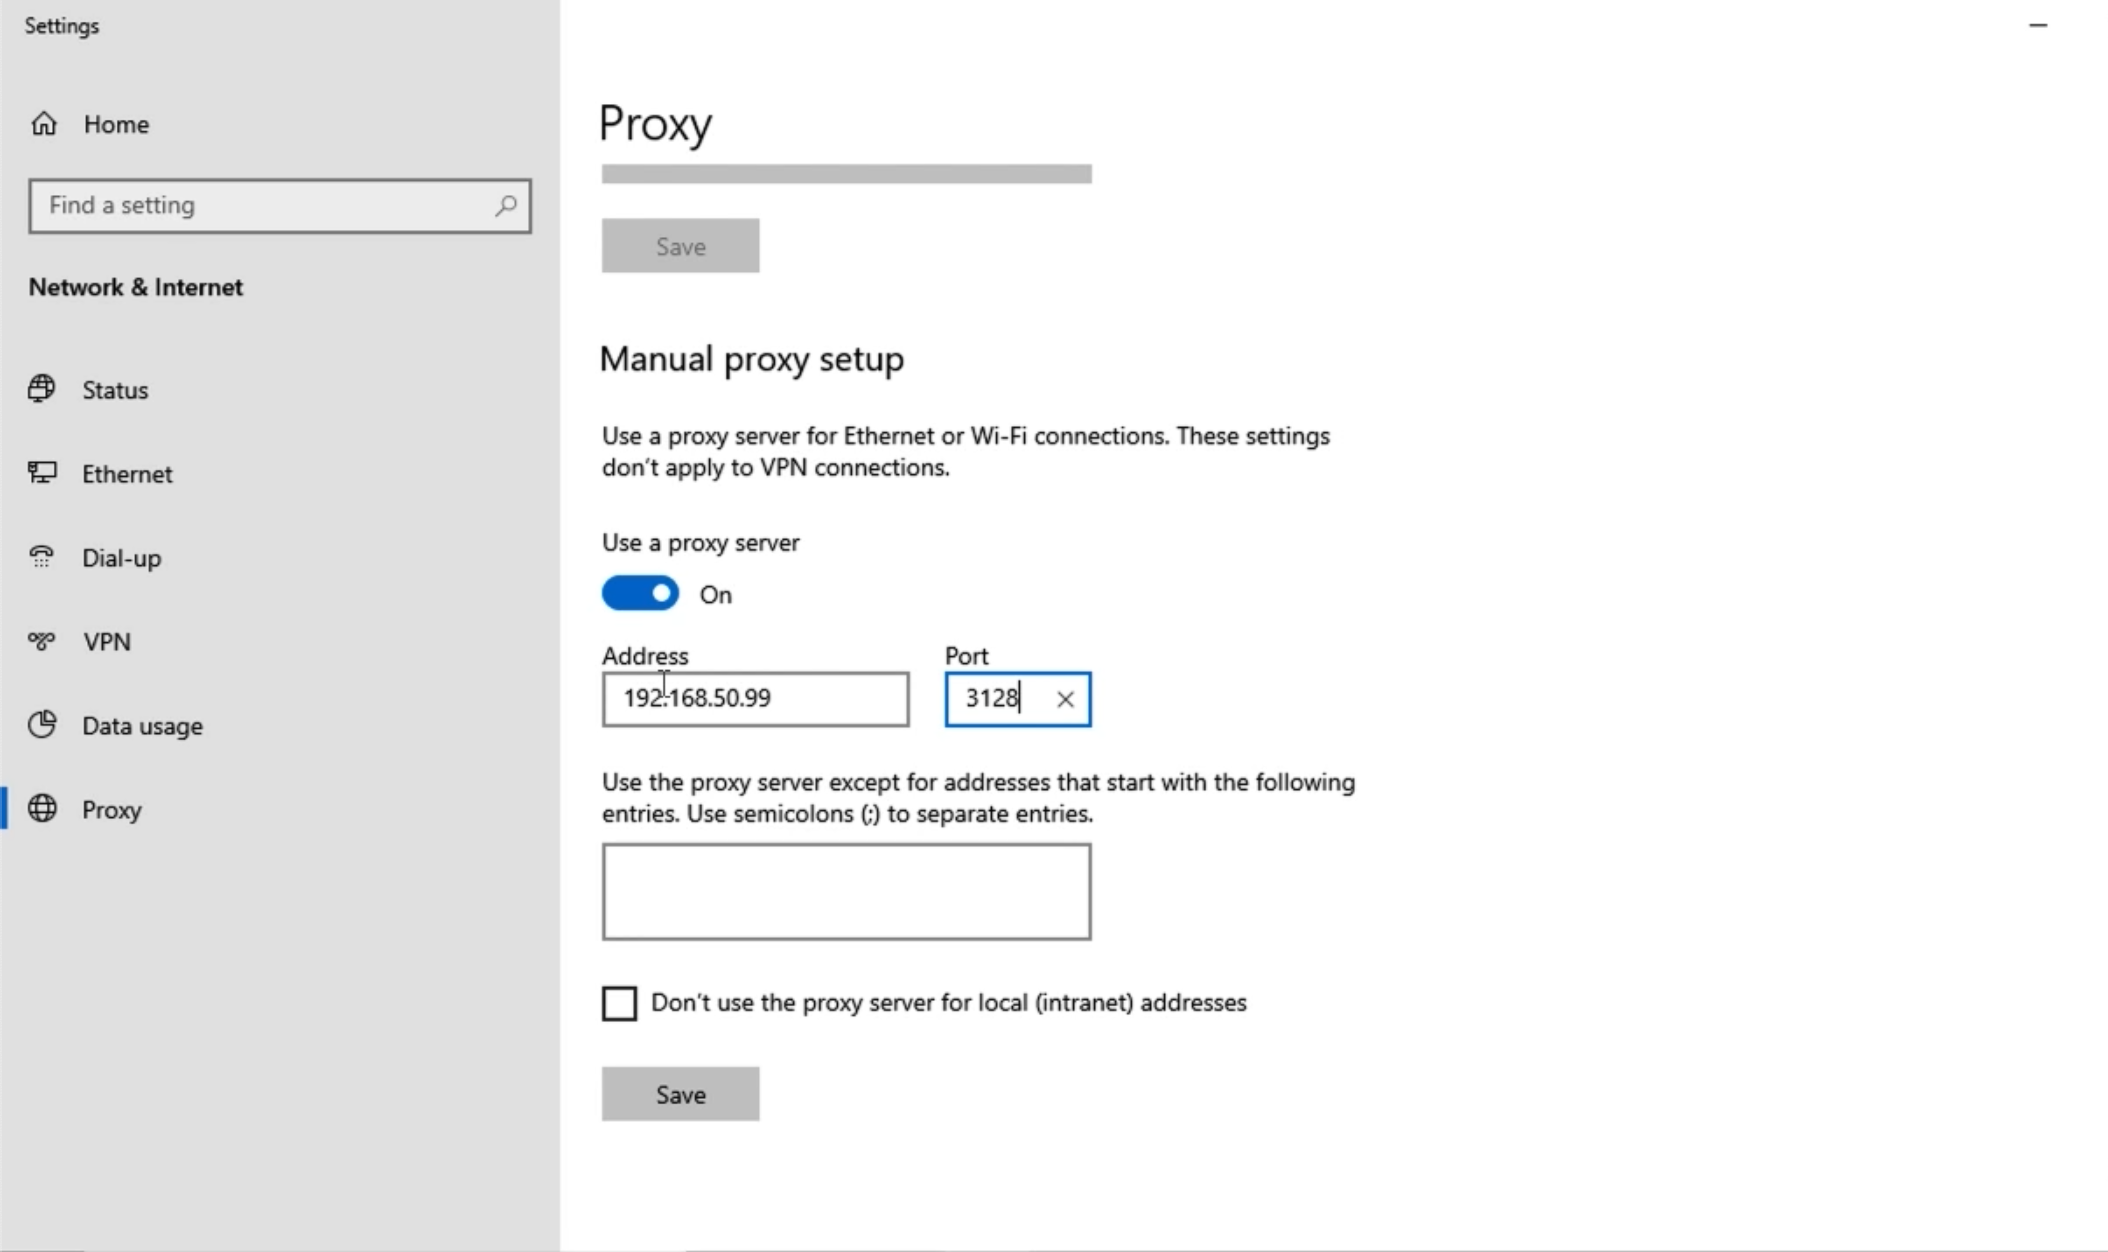 Settings
Home
Find a setting
Network & Internet
Status
Ethernet
Dial-up
VPN
Data usage
Proxy
Proxy
Save
Manual proxy setup
Use a proxy server for Ethernet or Wi-Fi connections. These settings
don't apply to VPN connections.
Use a proxy server
On
Address
Port
192.168.50.99
3128
Use the proxy server except for addresses that start with the following
entries. Use semicolons (;) to separate entries.
Don't use the proxy server for local (intranet) addresses
Save